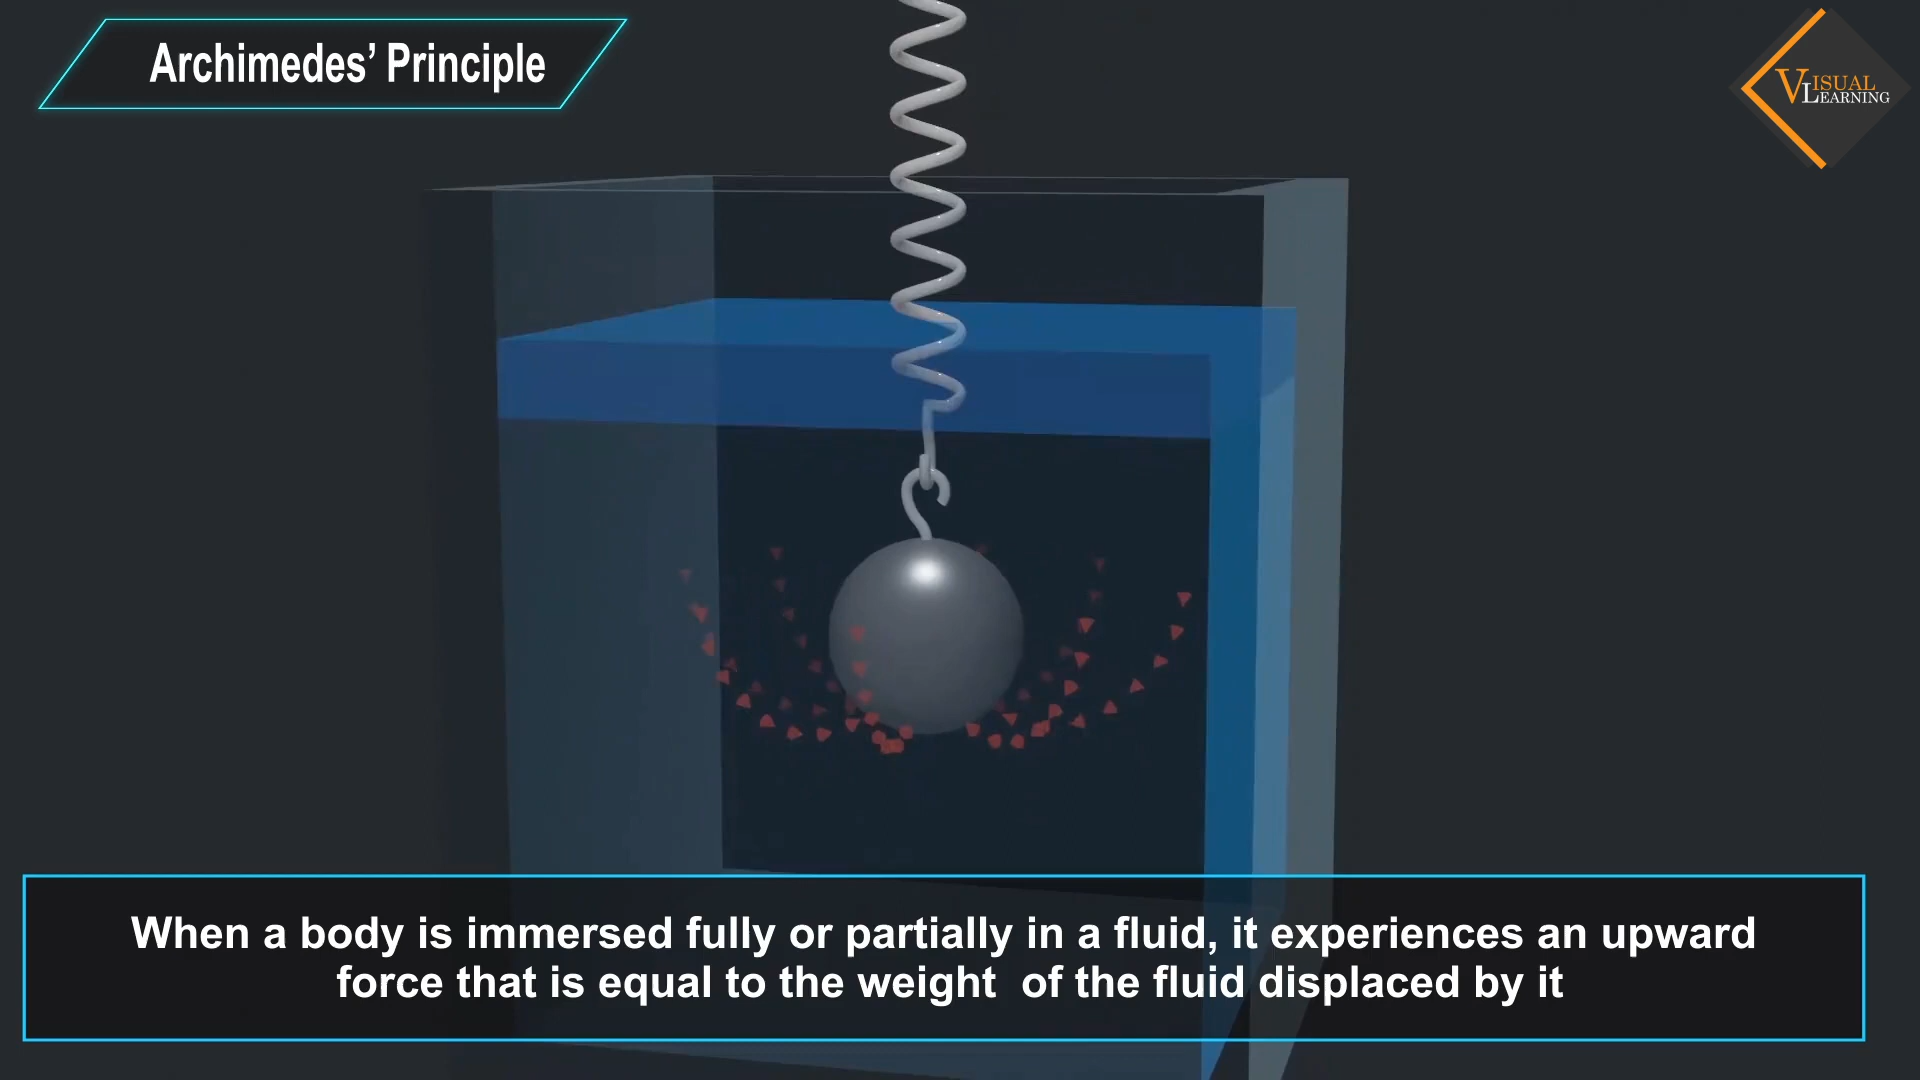 Archimedes’ Principle
VISUAL
LEARNING
When a body is immersed fully or partially in a fluid, it experiences an upward
force that is equal to the weight  of the fluid displaced by it